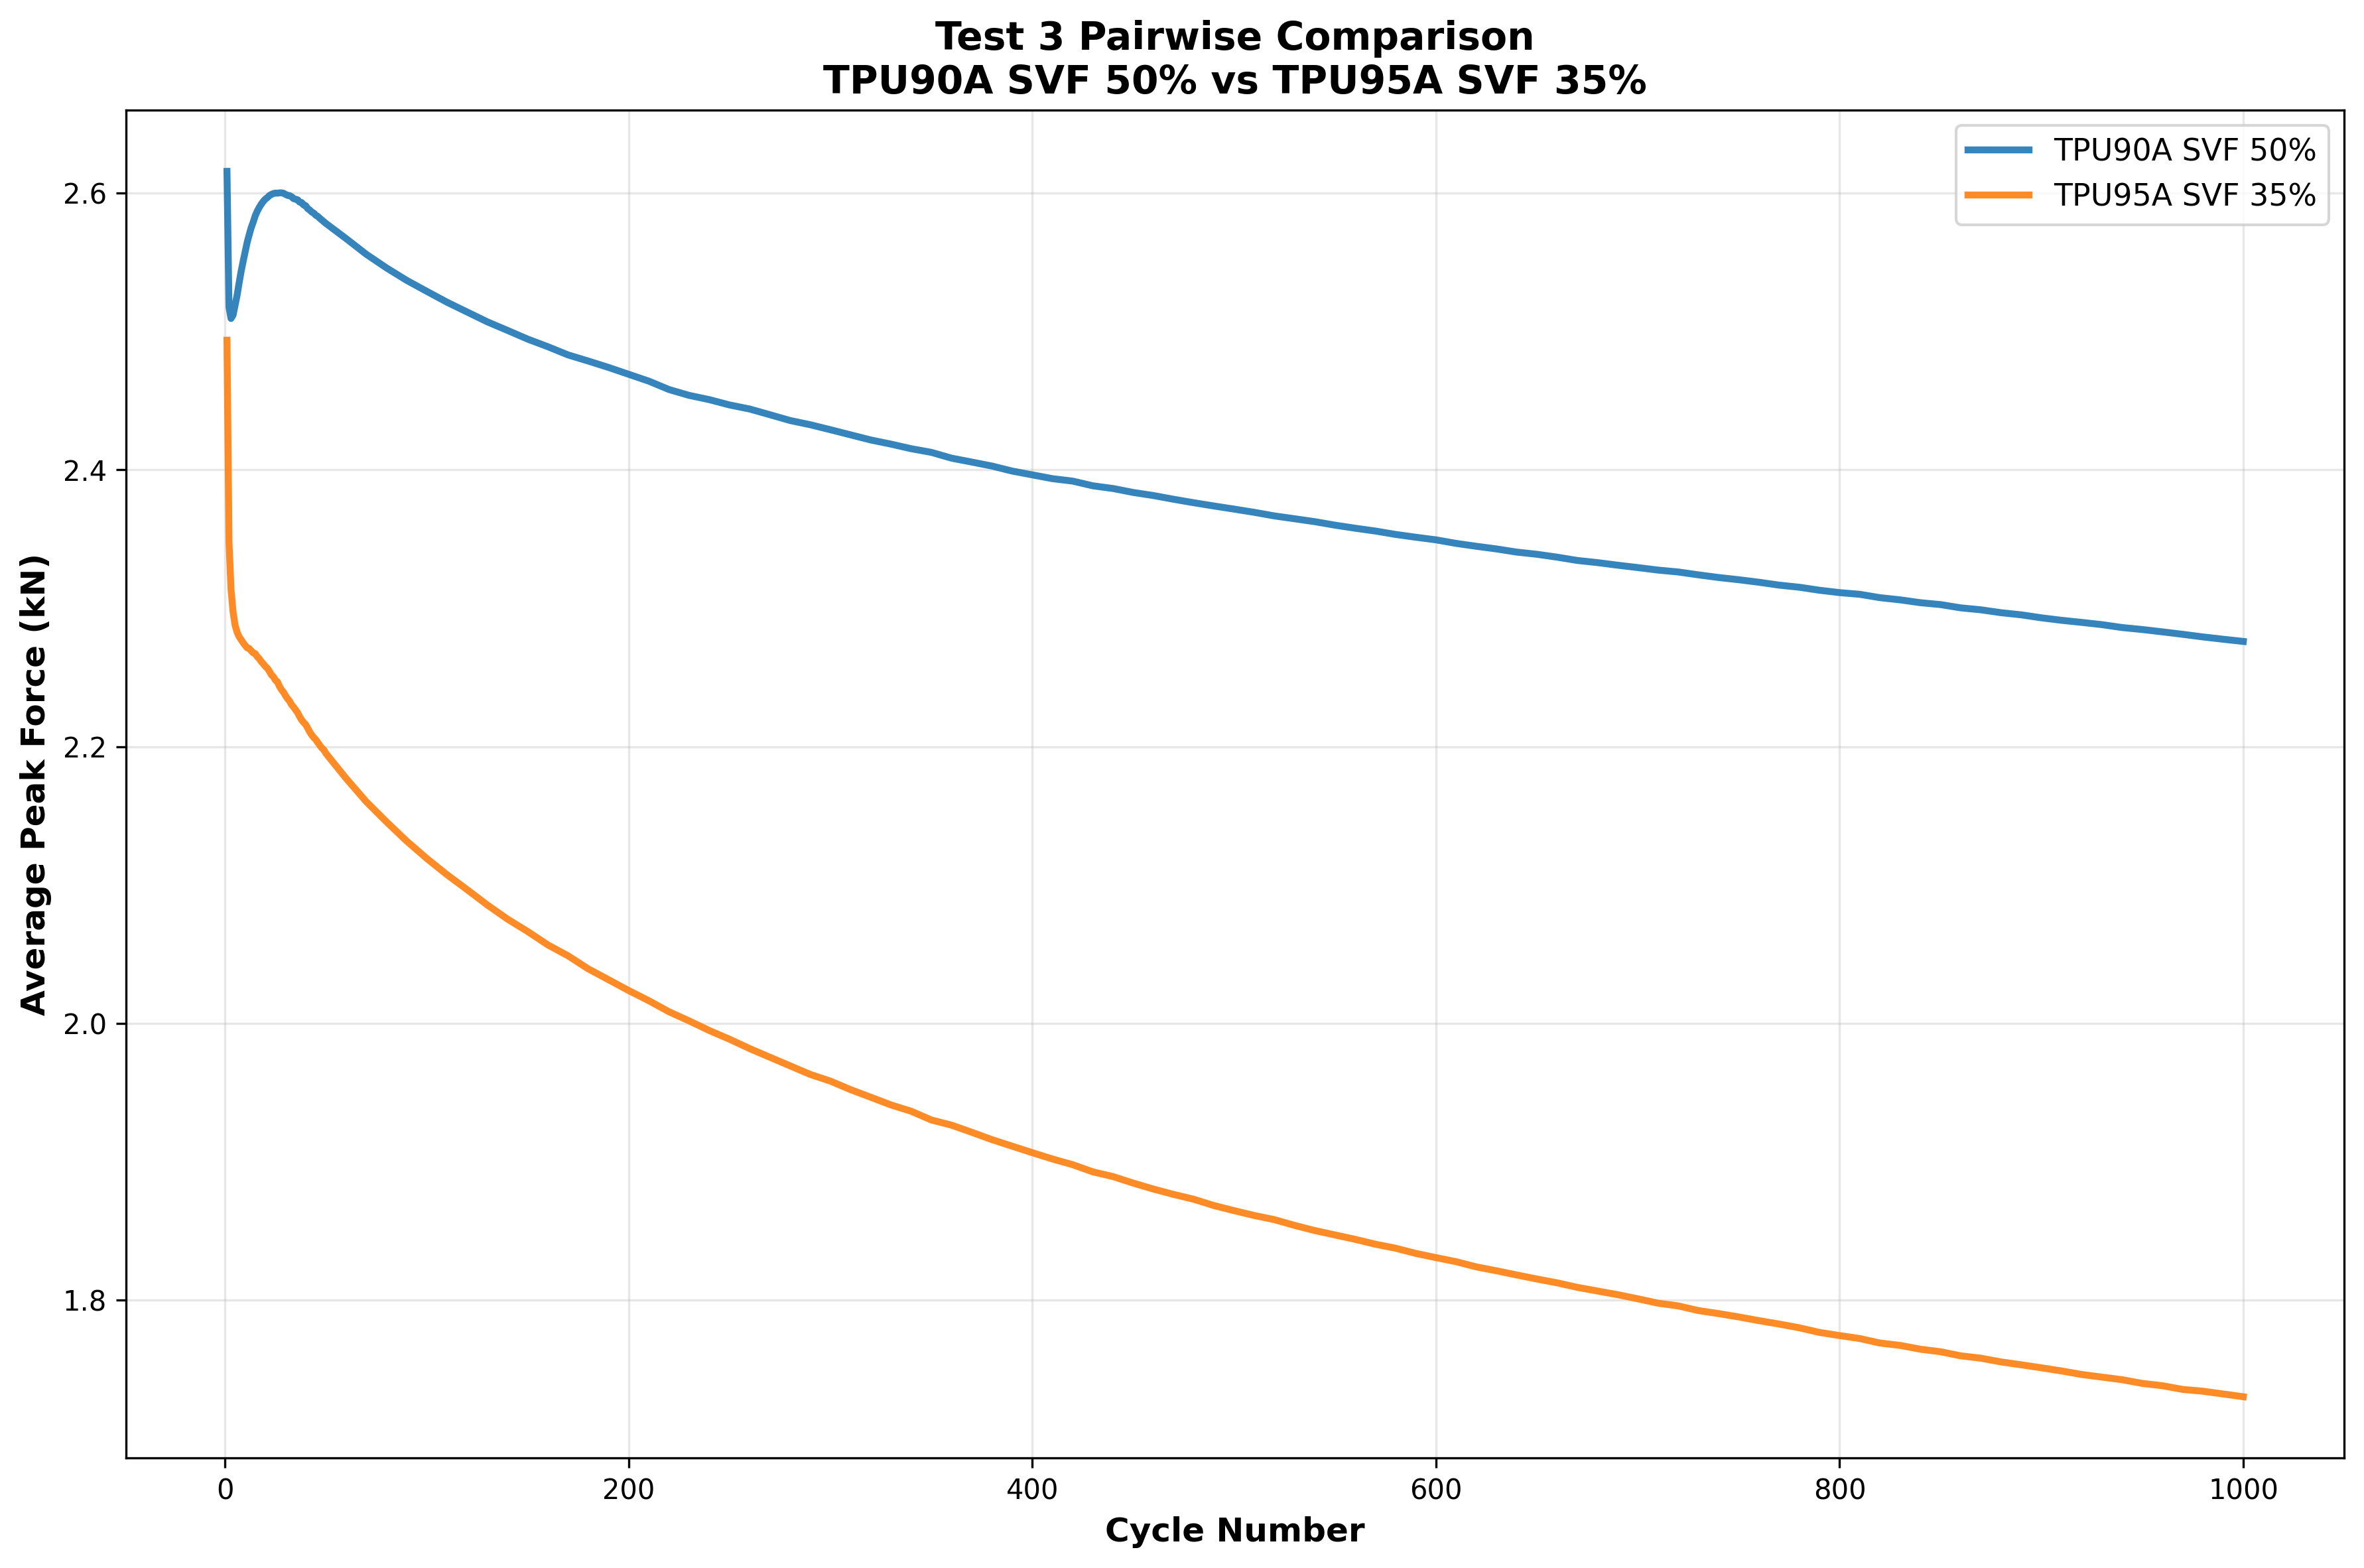 Test 3 Pairwise Comparison
TPU90A SVF 50% vs TPU95A SVF 35%
TPU90A SVF 50%
TPU95A SVF 35%
Average Peak Force (kN)
2.6
2.4
2.2
2.0
1.8
0 200 400 600 800 1000
Cycle Number